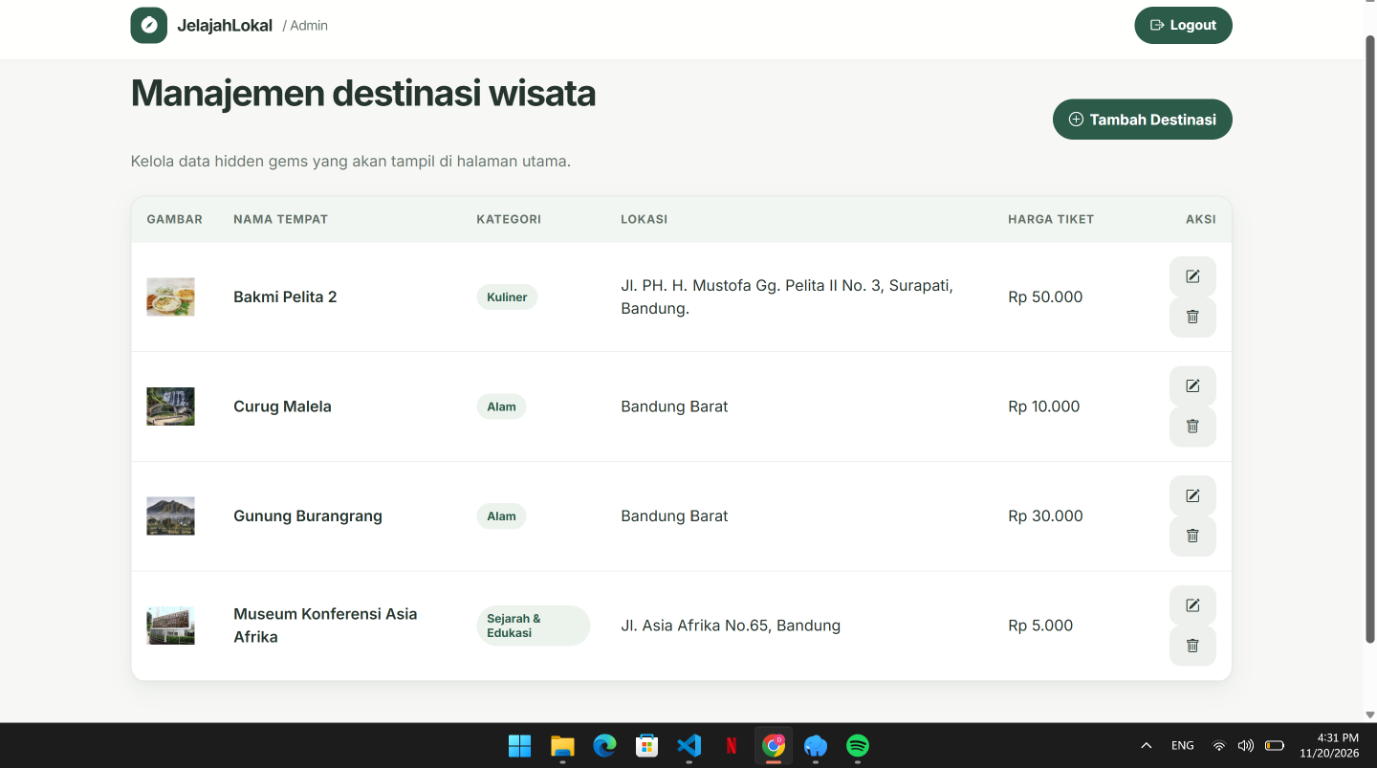 JelajahLokal / Admin
Logout
Manajemen destinasi wisata
Tambah Destinasi
Kelola data hidden gems yang akan tampil di halaman utama.
GAMBAR NAMA TEMPAT KATEGORI LOKASI HARGA TIKET AKSI
Bakmi Pelita 2
Kuliner
Jl. PH. H. Mustofa Gg. Pelita II No. 3, Surapati,
Bandung.
Rp 50.000
Curug Malela
Alam
Bandung Barat
Rp 10.000
Gunung Burangrang
Alam
Bandung Barat
Rp 30.000
Museum Konferensi Asia
Afrika
Sejarah &
Edukasi
Jl. Asia Afrika No.65, Bandung
Rp 5.000
ENG
4:31 PM
11/20/2026